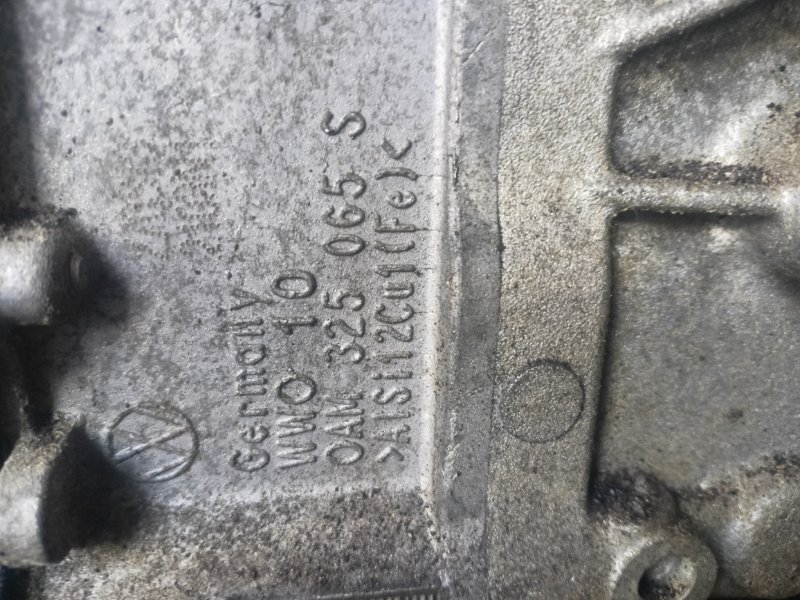 Germany
WWO 10
0AM 325 065 S
>AlSi12Cu1(Fe)<